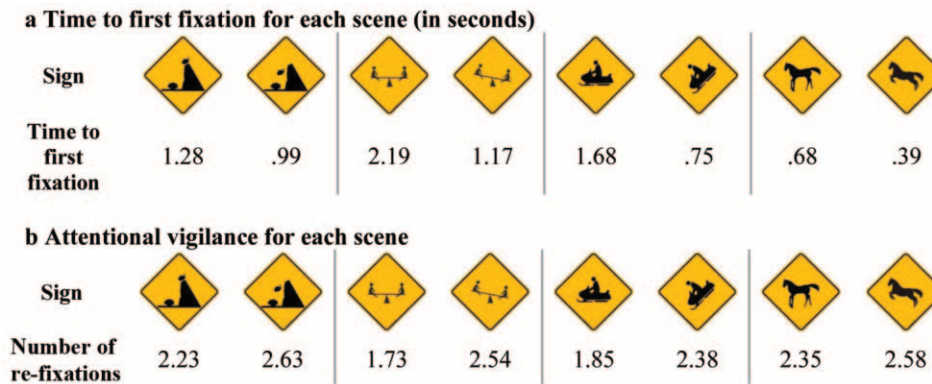 a Time to first fixation for each scene (in seconds)
Sign
Time to
first
fixation
1.28 .99 2.19 1.17 1.68 .75 .68 .39
b Attentional vigilance for each scene
Sign
Number of
re-fixations
2.23 2.63 1.73 2.54 1.85 2.38 2.35 2.58